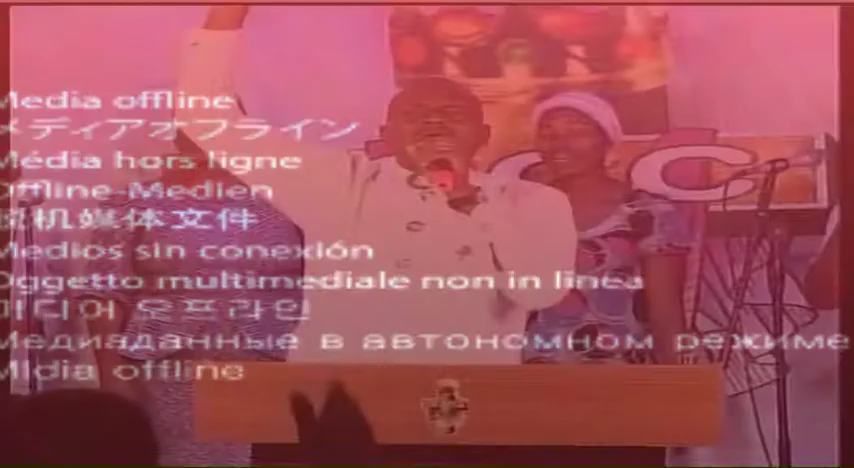 Media offline
メディアオフライン
Média hors ligne
Offline-Medien
脱机媒体文件
Medios sin conexión
Oggetto multimediale non in linea
미디어 오프라인
Медиаданные в автономном режиме
Mídia offline
C C